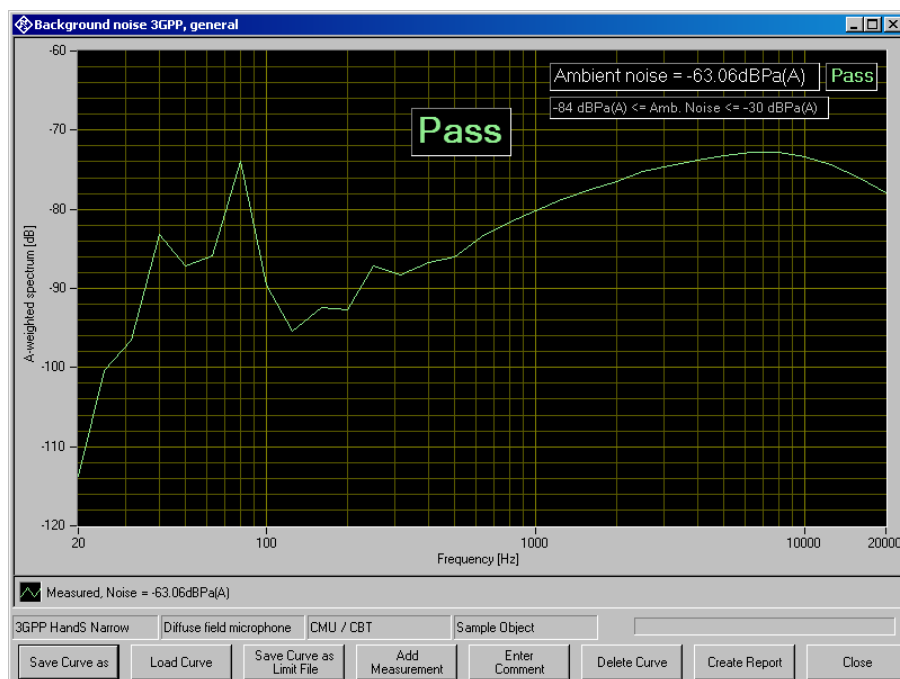 Background noise 3GPP, general
-60
-70
-80
-90
-100
-110
-120
A-weighted spectrum [dB]
Ambient noise = -63.06dBPa(A)
Pass
-84 dBPa(A) <= Amb. Noise <= -30 dBPa(A)
Pass
20
100
1000
10000
20000
Frequency [Hz]
Measured, Noise = -63.06dBPa(A)
3GPP HandS Narrow
Diffuse field microphone
CMU / CBT
Sample Object
Save Curve as
Load Curve
Save Curve as
Limit File
Add
Measurement
Enter
Comment
Delete Curve
Create Report
Close